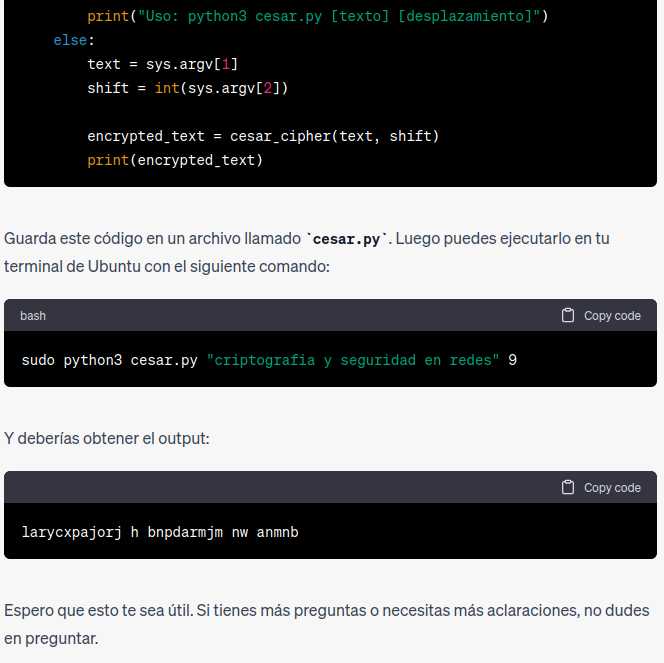 print("Uso: python3 cesar.py [texto] [desplazamiento]")
else:
text = sys.argv[1]
shift = int(sys.argv[2])
encrypted_text = cesar_cipher(text, shift)
print(encrypted_text)
Guarda este código en un archivo llamado `cesar.py`. Luego puedes ejecutarlo en tu
terminal de Ubuntu con el siguiente comando:
bash Copy code
sudo python3 cesar.py "criptografia y seguridad en redes" 9
Y deberías obtener el output:
Copy code
larycxpajorj h bnpdarmjm nw anmnb
Espero que esto te sea útil. Si tienes más preguntas o necesitas más aclaraciones, no dudes
en preguntar.